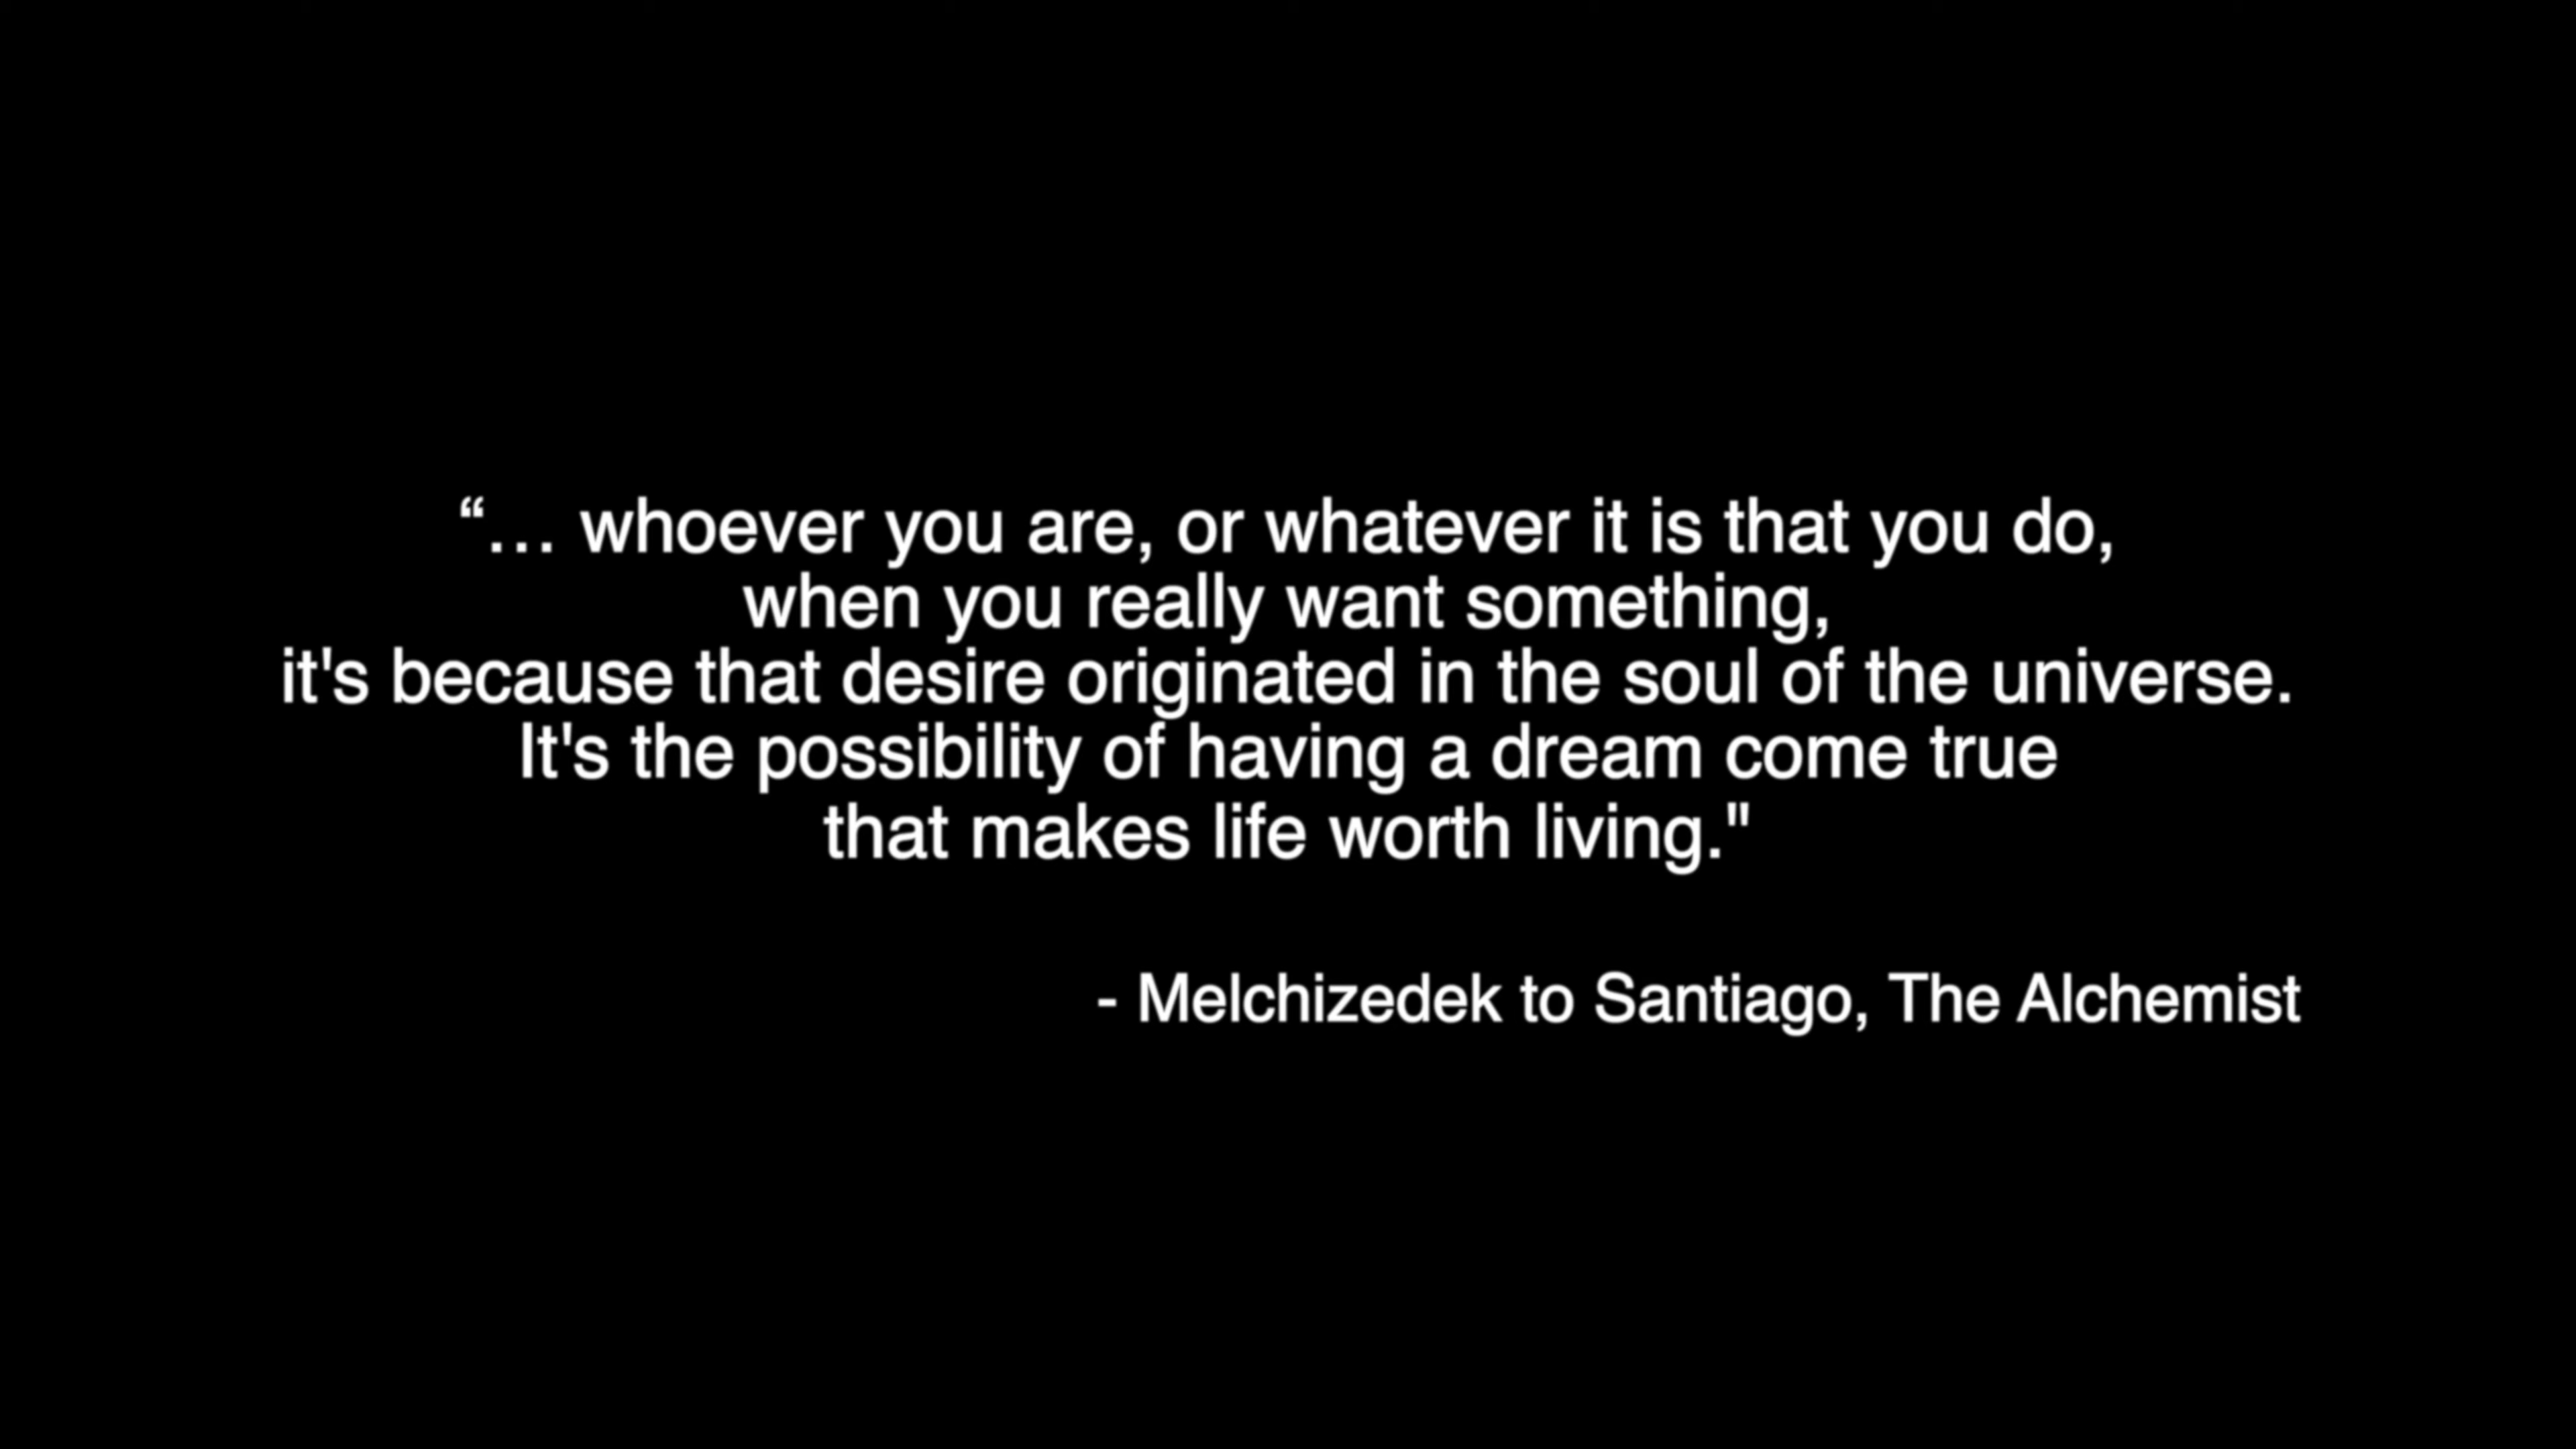 “… whoever you are, or whatever it is that you do,
when you really want something,
it's because that desire originated in the soul of the universe.
It's the possibility of having a dream come true
that makes life worth living."
- Melchizedek to Santiago, The Alchemist